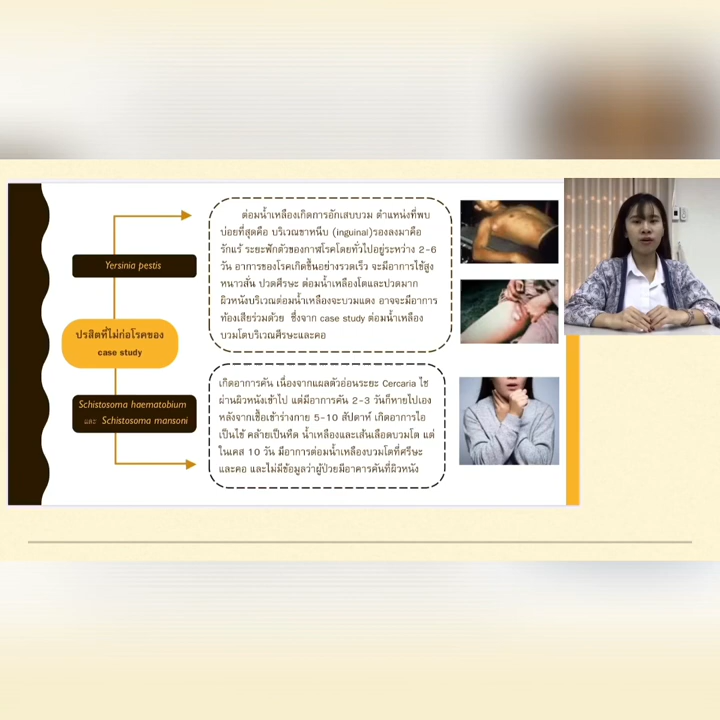 ปรสิตที่ไม่ก่อโรคของ
case study
Yersinia pestis
ต่อมน้ำเหลืองเกิดการอักเสบบวม ตำแหน่งที่พบ
บ่อยที่สุดคือ บริเวณขาหนีบ (inguinal)รองลงมาคือ
รักแร้ ระยะฟักตัวของกาฬโรคโดยทั่วไปอยู่ระหว่าง 2-6
วัน อาการของโรคเกิดขึ้นอย่างรวดเร็ว จะมีอาการไข้สูง
หนาวสั่น ปวดศีรษะ ต่อมน้ำเหลืองโตและปวดมาก
ผิวหนังบริเวณต่อมน้ำเหลืองจะบวมแดง อาจจะมีอาการ
ท้องเสียร่วมด้วย ซึ่งจาก case study ต่อมน้ำเหลือง
บวมโตบริเวณศีรษะและคอ
Schistosoma haematobium
และ Schistosoma mansoni
เกิดอาการคัน เนื่องจากแผลตัวอ่อนระยะ Cercaria ไช
ผ่านผิวหนังเข้าไป แต่มีอาการคัน 2-3 วันก็หายไปเอง
หลังจากเชื้อเข้าร่างกาย 5-10 สัปดาห์ เกิดอาการไอ
เป็นไข้ คล้ายเป็นหืด น้ำเหลืองและเส้นเลือดบวมโต แต่
ในเคส 10 วัน มีอาการต่อมน้ำเหลืองบวมโตที่ศรีษะ
และคอ และไม่มีข้อมูลว่าผู้ป่วยมีอาคารคันที่ผิวหนัง